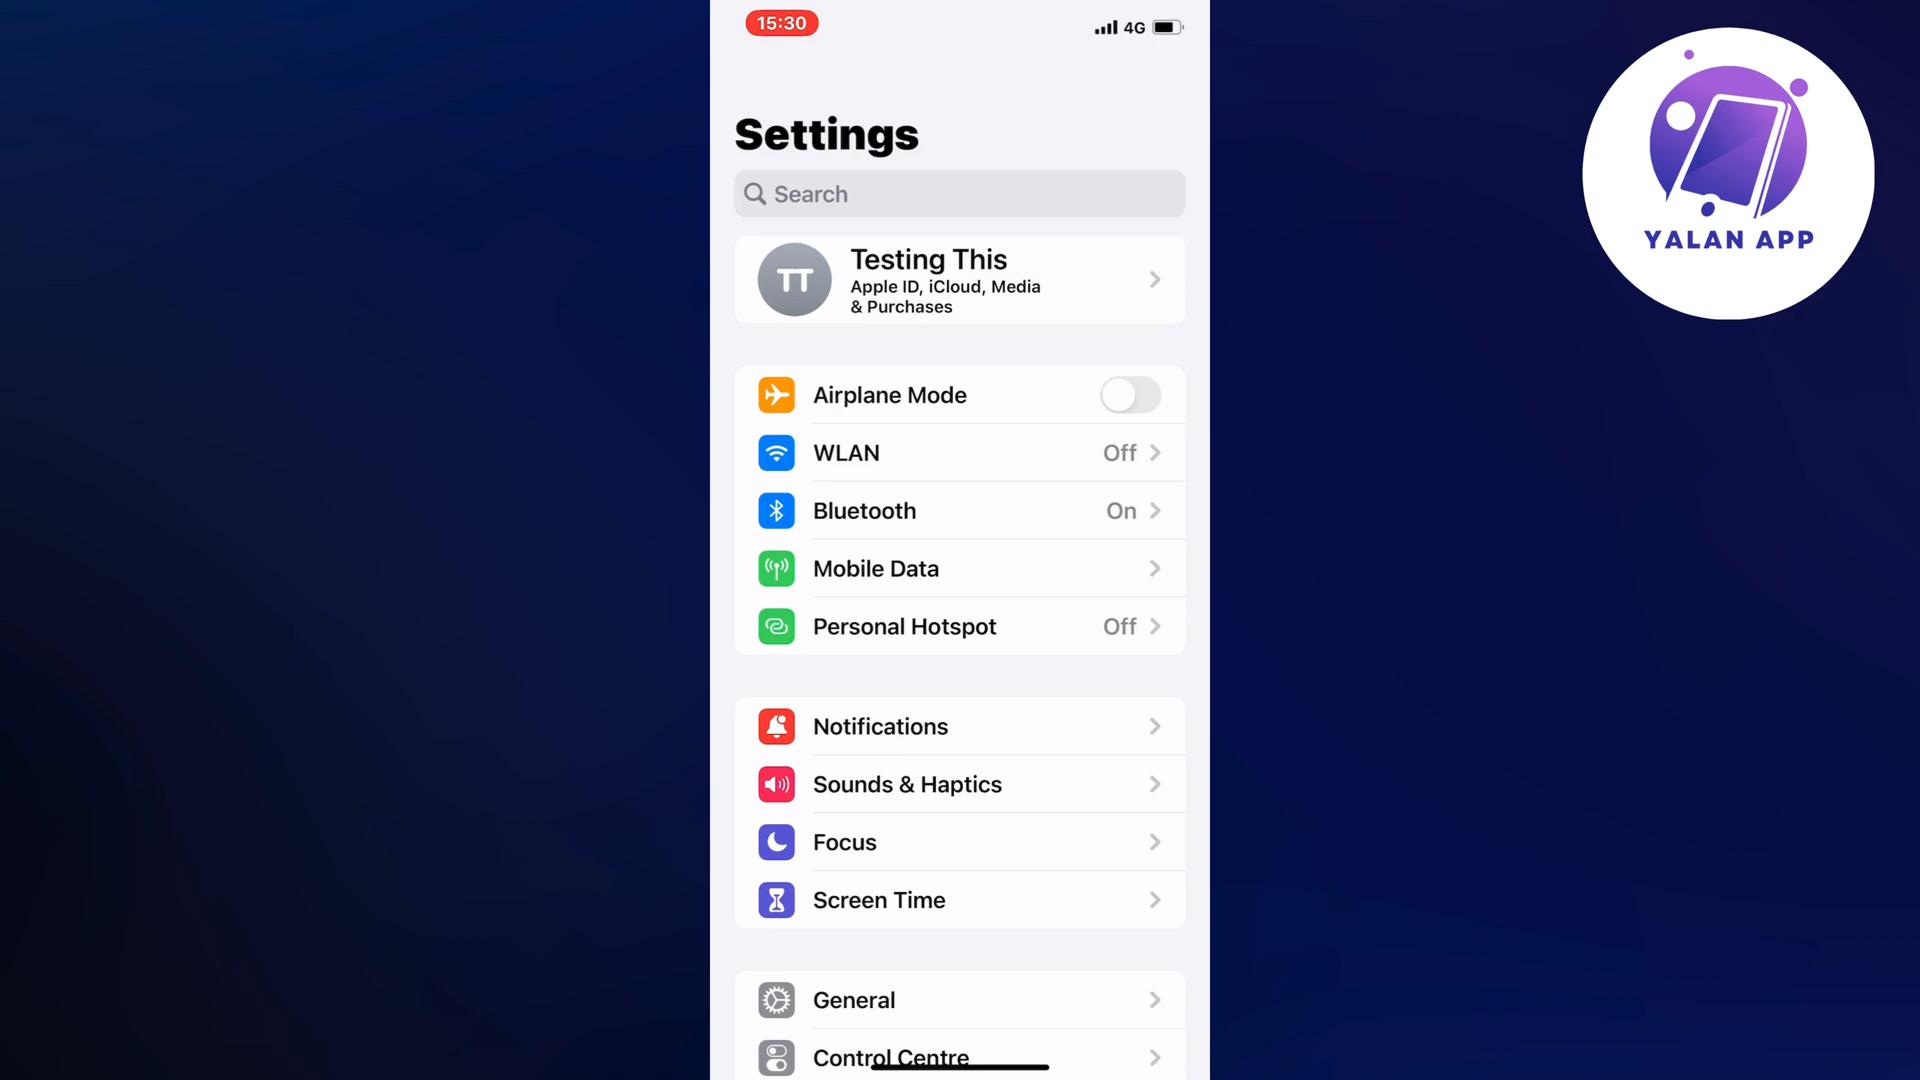 15:30
4G
Settings
Search
TT
Testing This
Apple ID, iCloud, Media
& Purchases
Airplane Mode
WLAN
Off
Bluetooth
On
Mobile Data
Personal Hotspot
Off
Notifications
Sounds & Haptics
Focus
Screen Time
General
Control Centre
YALAN APP